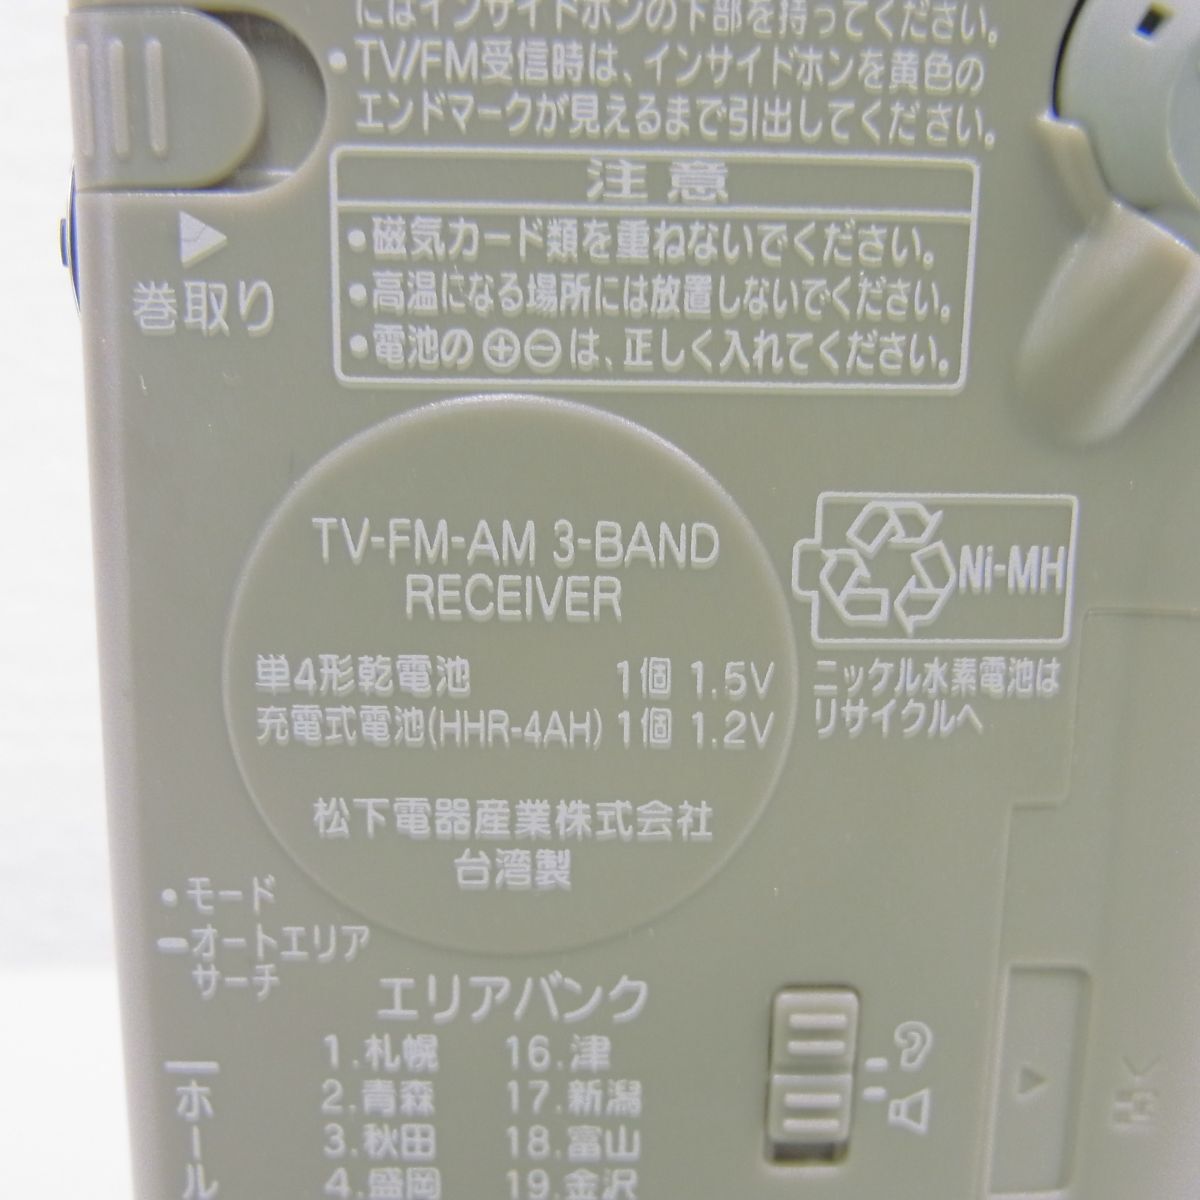 にはインサイドホンの下部を持ってください。
•TV/FM受信時は、インサイドホンを黄色の
エンドマークが見えるまで引出してください。
注意
•磁気カード類を重ねないでください。
•高温になる場所には放置しないでください。
•電池の⊕⊖は、正しく入れてください。
巻取り
TV-FM-AM 3-BAND
RECEIVER
単4形乾電池 1個 1.5V
充電式電池(HHR-4AH) 1個 1.2V
松下電器産業株式会社
台湾製
Ni-MH
ニッケル水素電池は
リサイクルへ
•モード
オートエリア
サーチ
エリアバンク
1.札幌 16.津
2.青森 17.新潟
3.秋田 18.富山
4.盛岡 19.金沢
ホール